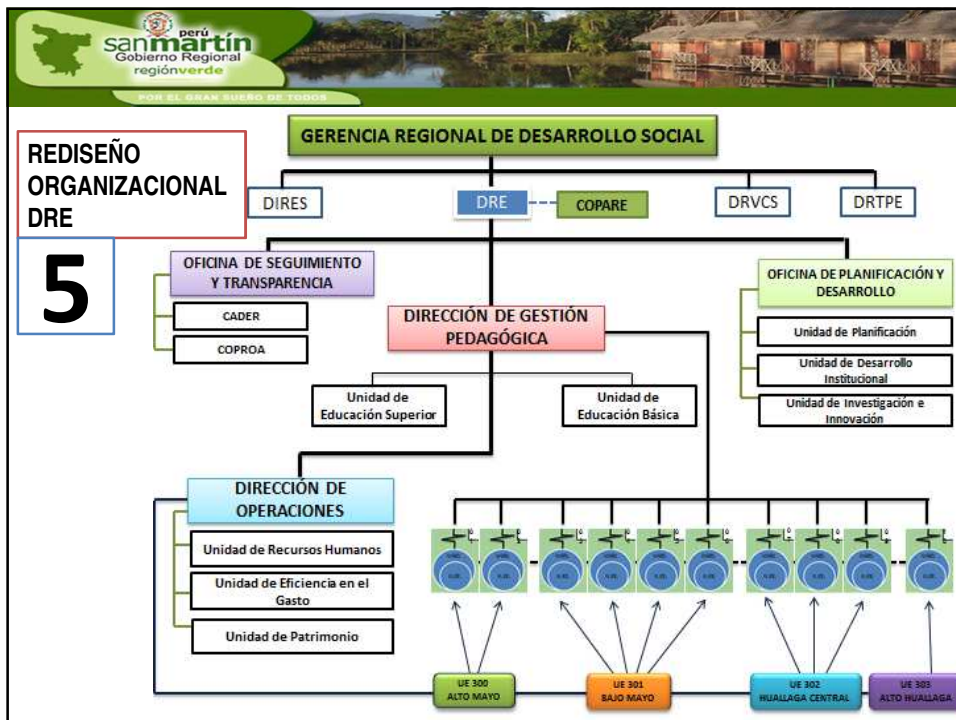 perú
sanmartín
Gobierno Regional
regiónverde
POR EL GRAN SUEÑO DE TODOS
REDISEÑO
ORGANIZACIONAL
DRE
5
GERENCIA REGIONAL DE DESARROLLO SOCIAL
DIRES
DRE
COPARE
DRVCS
DRTPE
OFICINA DE SEGUIMIENTO
Y TRANSPARENCIA
CADER
COPROA
DIRECCIÓN DE GESTIÓN
PEDAGÓGICA
OFICINA DE PLANIFICACIÓN Y
DESARROLLO
Unidad de Planificación
Unidad de Desarrollo
Institucional
Unidad de Investigación e
Innovación
Unidad de
Educación Superior
Unidad de
Educación Básica
DIRECCIÓN DE
OPERACIONES
Unidad de Recursos Humanos
Unidad de Eficiencia en el
Gasto
Unidad de Patrimonio
UE 300
ALTO MAYO
UE 301
BAJO MAYO
UE 302
HUALLAGA CENTRAL
UE 303
ALTO HUALLAGA